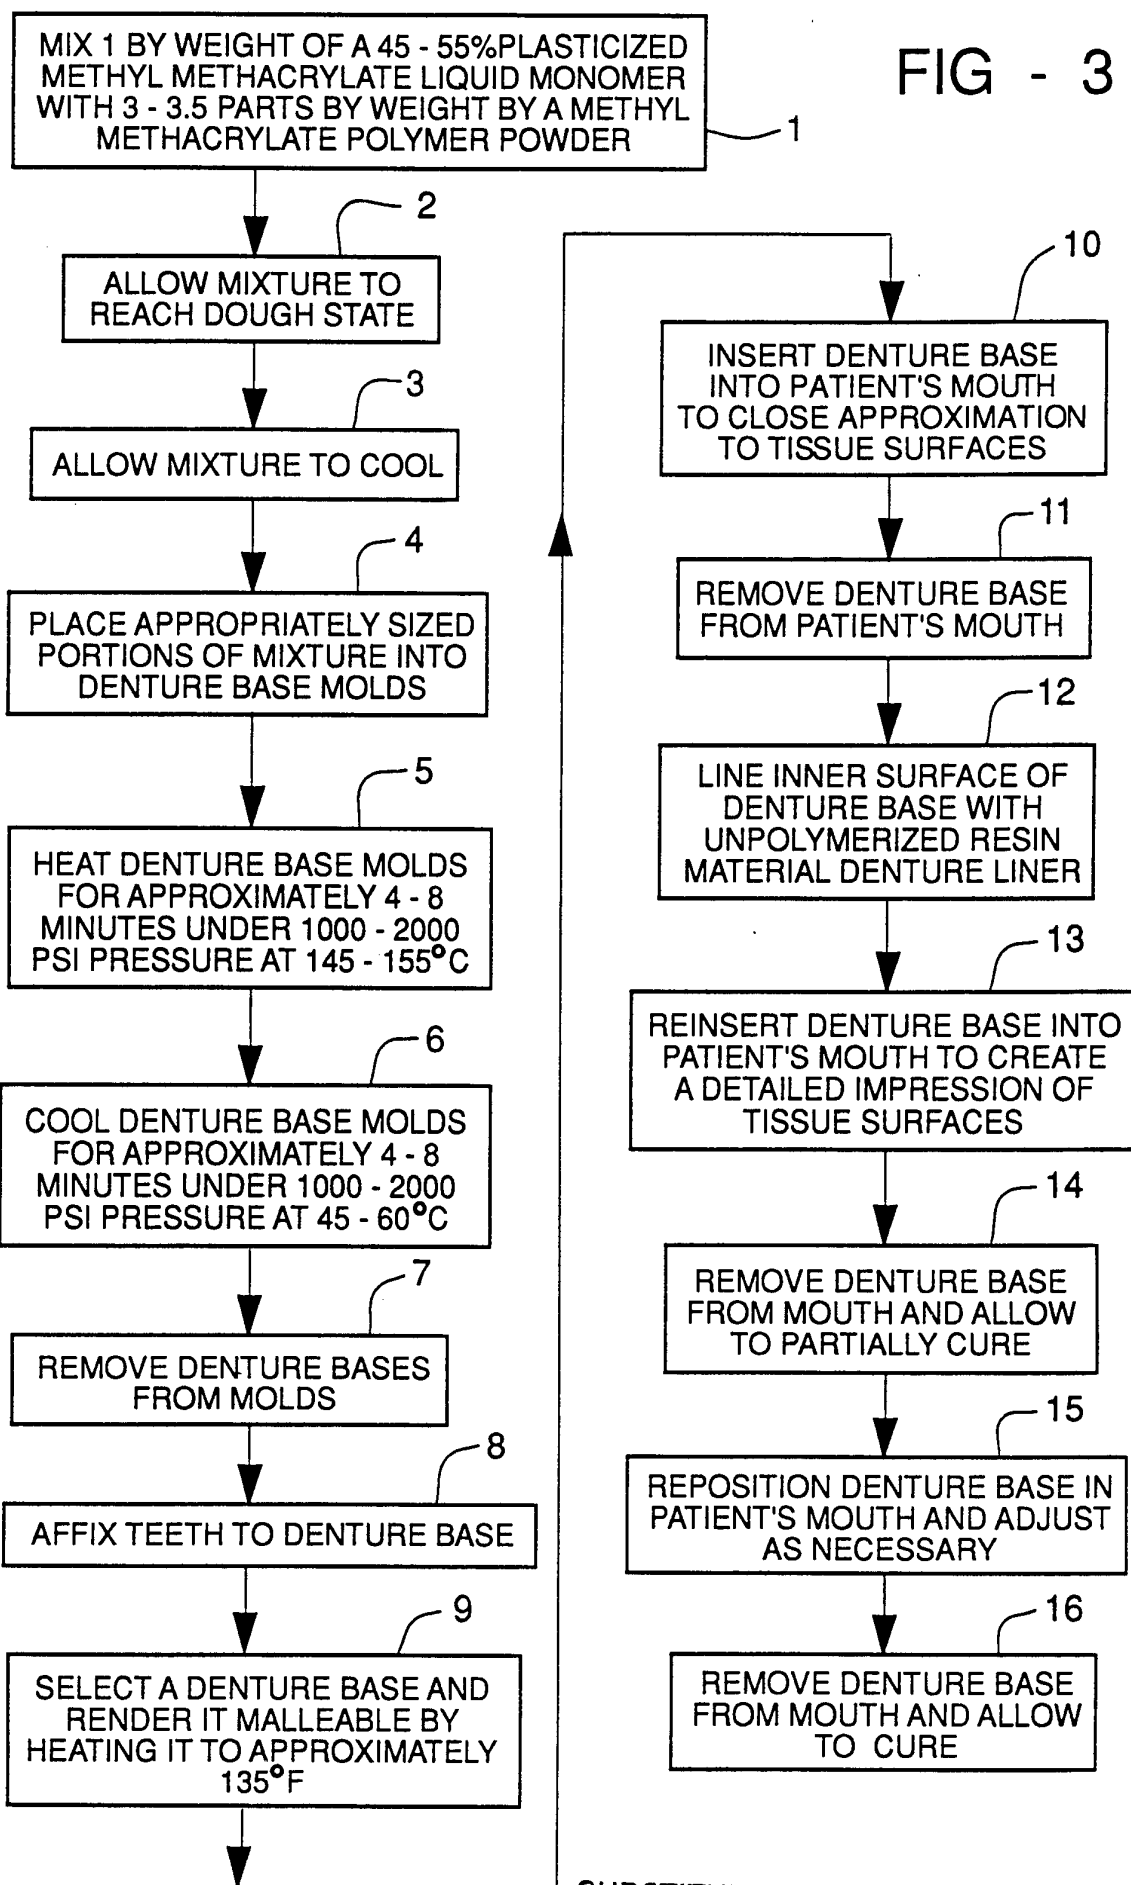 FIG - 3
MIX 1 BY WEIGHT OF A 45 - 55%PLASTICIZED
METHYL METHACRYLATE LIQUID MONOMER
WITH 3 - 3.5 PARTS BY WEIGHT BY A METHYL
METHACRYLATE POLYMER POWDER
1
2
ALLOW MIXTURE TO
REACH DOUGH STATE
3
ALLOW MIXTURE TO COOL
4
PLACE APPROPRIATELY SIZED
PORTIONS OF MIXTURE INTO
DENTURE BASE MOLDS
5
HEAT DENTURE BASE MOLDS
FOR APPROXIMATELY 4 - 8
MINUTES UNDER 1000 - 2000
PSI PRESSURE AT 145 - 155°C
6
COOL DENTURE BASE MOLDS
FOR APPROXIMATELY 4 - 8
MINUTES UNDER 1000 - 2000
PSI PRESSURE AT 45 - 60°C
7
REMOVE DENTURE BASES
FROM MOLDS
8
AFFIX TEETH TO DENTURE BASE
9
SELECT A DENTURE BASE AND
RENDER IT MALLEABLE BY
HEATING IT TO APPROXIMATELY
135°F
10
INSERT DENTURE BASE
INTO PATIENT'S MOUTH
TO CLOSE APPROXIMATION
TO TISSUE SURFACES
11
REMOVE DENTURE BASE
FROM PATIENT'S MOUTH
12
LINE INNER SURFACE OF
DENTURE BASE WITH
UNPOLYMERIZED RESIN
MATERIAL DENTURE LINER
13
REINSERT DENTURE BASE INTO
PATIENT'S MOUTH TO CREATE
A DETAILED IMPRESSION OF
TISSUE SURFACES
14
REMOVE DENTURE BASE
FROM MOUTH AND ALLOW
TO PARTIALLY CURE
15
REPOSITION DENTURE BASE IN
PATIENT'S MOUTH AND ADJUST
AS NECESSARY
16
REMOVE DENTURE BASE
FROM MOUTH AND ALLOW
TO CURE